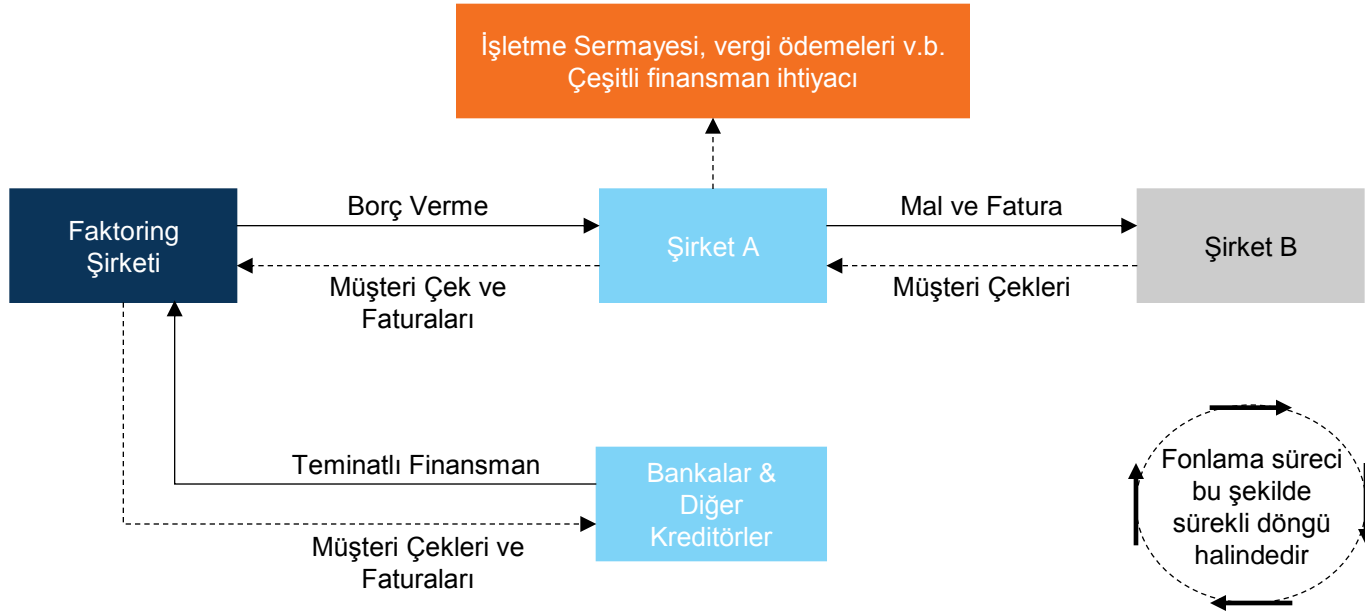 İşletme Sermayesi, vergi ödemeleri v.b.
Çeşitli finansman ihtiyacı
Faktoring
Şirketi
Borç Verme
Müşteri Çek ve
Faturaları
Şirket A
Mal ve Fatura
Müşteri Çekleri
Şirket B
Teminatlı Finansman
Müşteri Çekleri ve
Faturaları
Bankalar &
Diğer
Kreditörler
Fonlama süreci
bu şekilde
sürekli döngü
halindedir